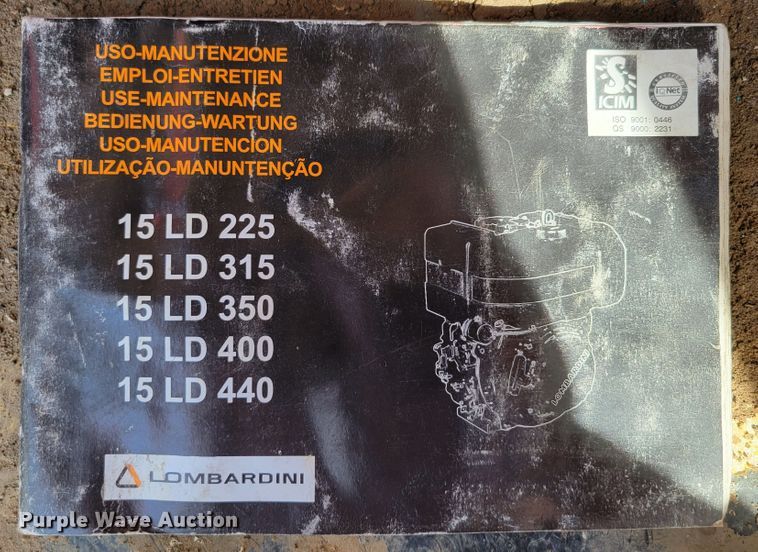 USO-MANUTENZIONE
EMPLOI-ENTRETIEN
USE-MAINTENANCE
BEDIENUNG-WARTUNG
USO-MANUTENCION
UTILIZAÇÃO-MANUNTENÇÃO
15 LD 225
15 LD 315
15 LD 350
15 LD 400
15 LD 440
LOMBARDINI
ICIM
IQNet
ISO 9001: 0446
QS 9000: 2231
LOMBARDINI
Purple Wave Auction